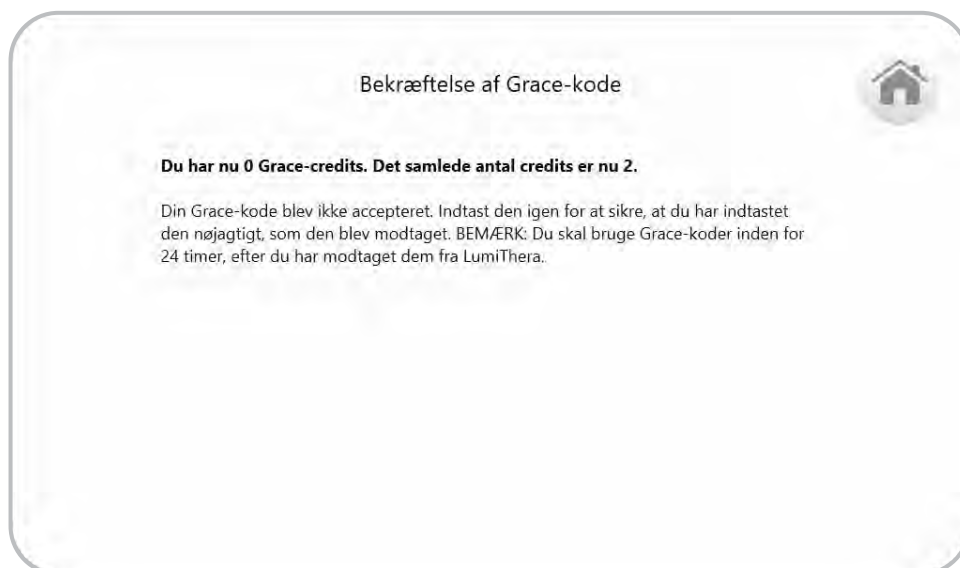 Bekræftelse af Grace-kode
Du har nu 0 Grace-credits. Det samlede antal credits er nu 2.
Din Grace-kode blev ikke accepteret. Indtast den igen for at sikre, at du har indtastet
den nøjagtigt, som den blev modtaget. BEMÆRK: Du skal bruge Grace-koder inden for
24 timer, efter du har modtaget dem fra LumiThera.